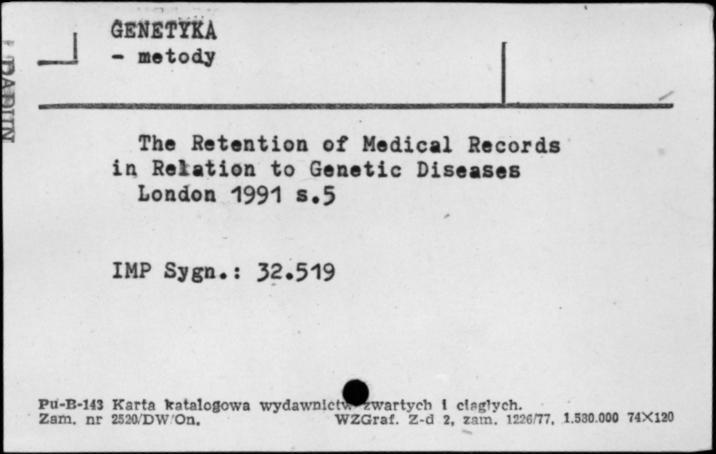 GENETYKA
- metody
The Retention of Medical Records
in Relation to Genetic Diseases
London 1991 s.5
IMP Sygn.: 32.519
Pu-B-143 Karta katalogowa wydawnictw zwartych i ciągłych.
Zam. nr 2520/DW/On. WZGraf. Z-d 2, zam. 1226/77, 1.530.000 74X120